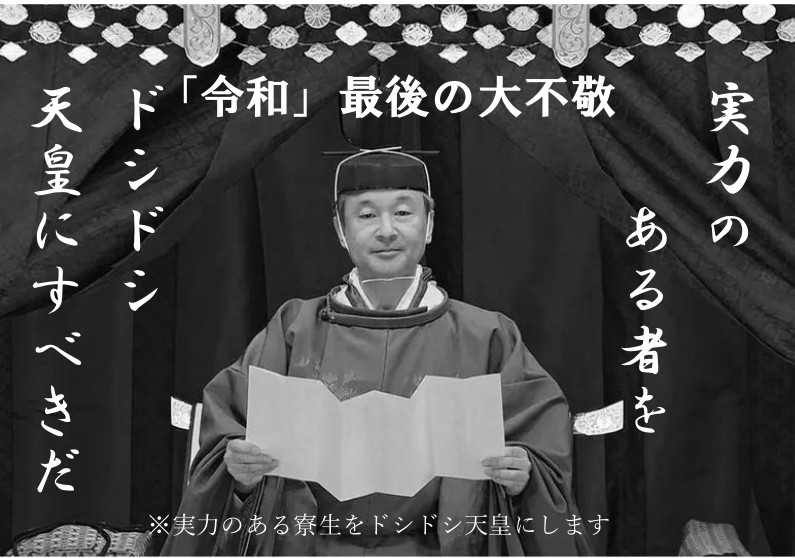 「令和」最後の大不敬
実力の
ある者を
ドシドシ
天皇にすべきだ
※実力のある寮生をドシドシ天皇にします